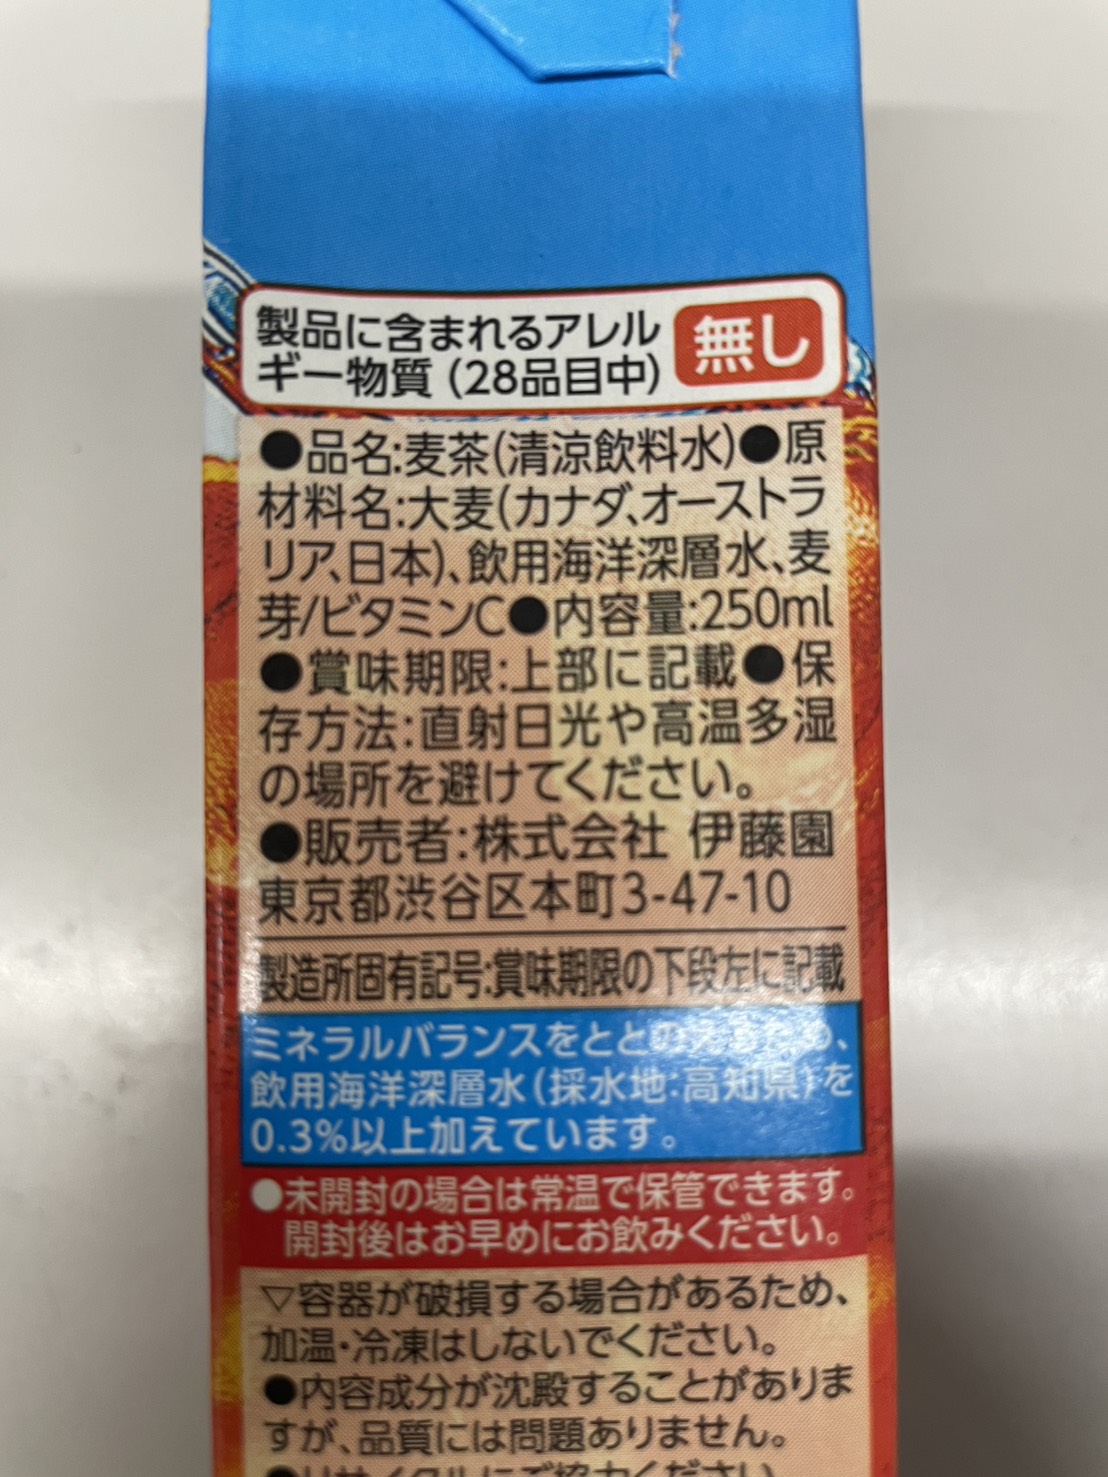 製品に含まれるアレル
ギー物質(28品目中)
無し
●品名:麦茶(清涼飲料水)●原
材料名:大麦(カナダ、オーストラ
リア、日本)、飲用海洋深層水、麦
芽/ビタミンC●内容量:250ml
●賞味期限:上部に記載●保
存方法:直射日光や高温多湿
の場所を避けてください。
●販売者:株式会社 伊藤園
東京都渋谷区本町3-47-10
製造所固有記号:賞味期限の下段左に記載
ミネラルバランスをととのえるため、
飲用海洋深層水(採水地:高知県)を
0.3%以上加えています。
●未開封の場合は常温で保管できます。
開封後はお早めにお飲みください。
▽容器が破損する場合があるため、
加温・冷凍はしないでください。
●内容成分が沈殿することがありま
すが、品質には問題ありません。
●リサイクルにご協力ください。